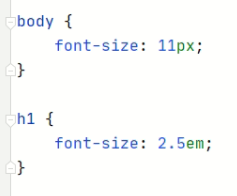 body {
    font-size: 11px;
}

h1 {
    font-size: 2.5em;
}